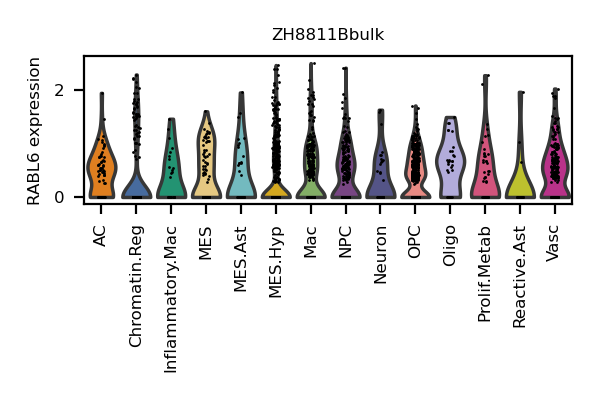 ZH8811Bbulk
RABL6 expression
2
0
AC
Chromatin.Reg
Inflammatory.Mac
MES
MES.Ast
MES.Hyp
Mac
NPC
Neuron
OPC
Oligo
Prolif.Metab
Reactive.Ast
Vasc